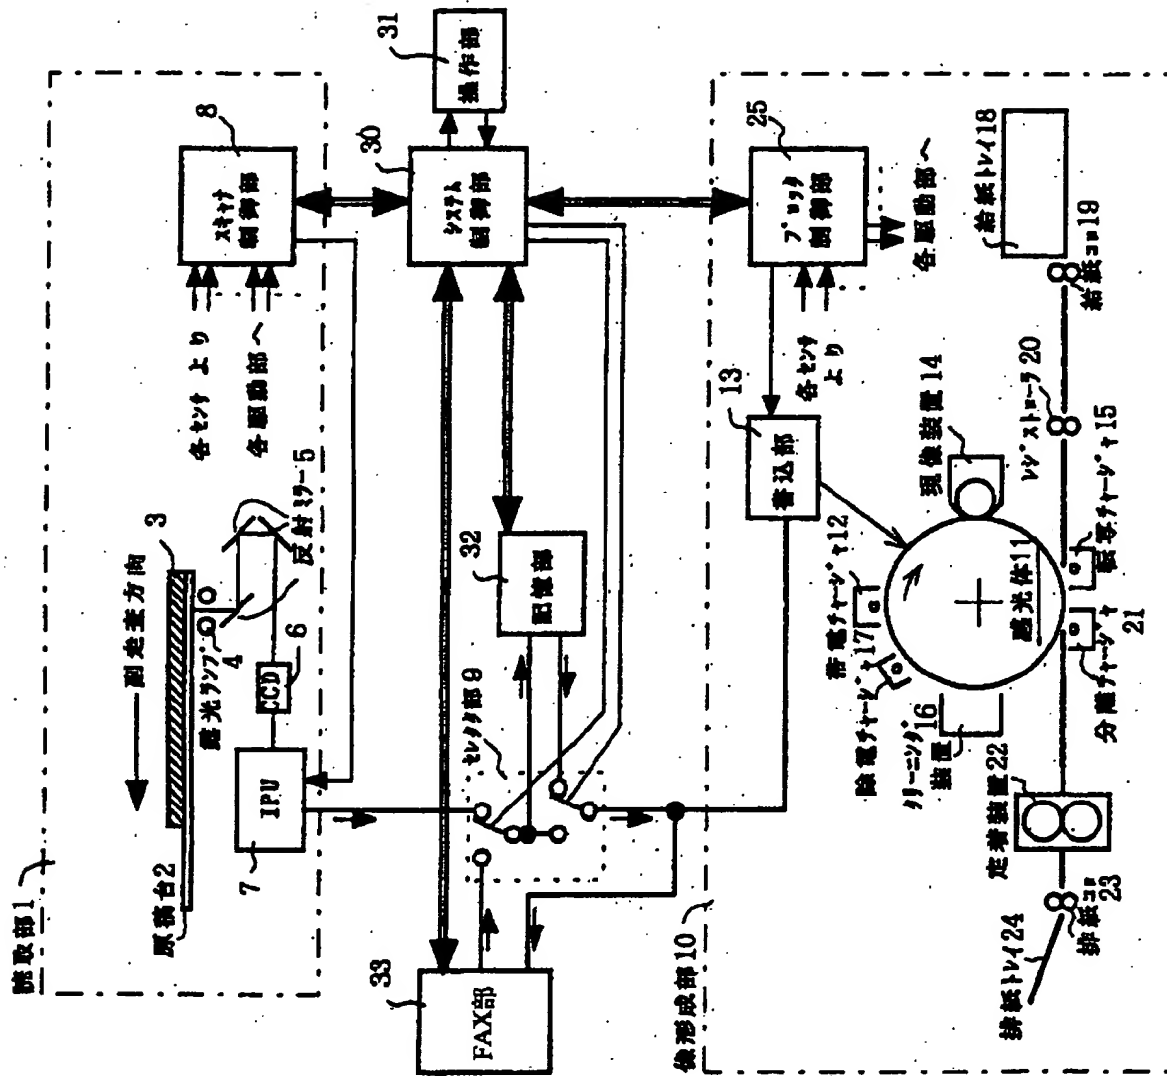 読取部1
原稿台2
副走査方向
3
露光ランプ
4
反射ミラー5
CCD
6
IPU
7
各センサ より
各駆動部へ
スキャナ
制御部
8
FAX部
33
セレクタ部9
記憶部
32
システム
制御部
30
操作部
31
像形成部10
排紙トレイ24
排紙コロ
23
定着装置22
クリーニング
装置
16
除電チャージャ17
帯電チャージャ12
感光体11
分離チャージャ
21
転写チャージャ15
現像装置14
書込部
13
レジストローラ20
各センサ
より
プロッタ
制御部
25
各駆動部へ
給紙コロ19
給紙トレイ18